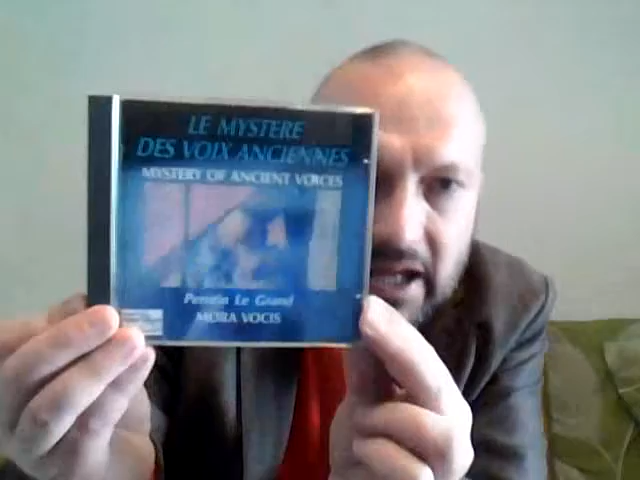 LE MYSTERE
DES VOIX ANCIENNES
MYSTERY OF ANCIENT VOICES
Perotin Le Grand
MORA VOCIS